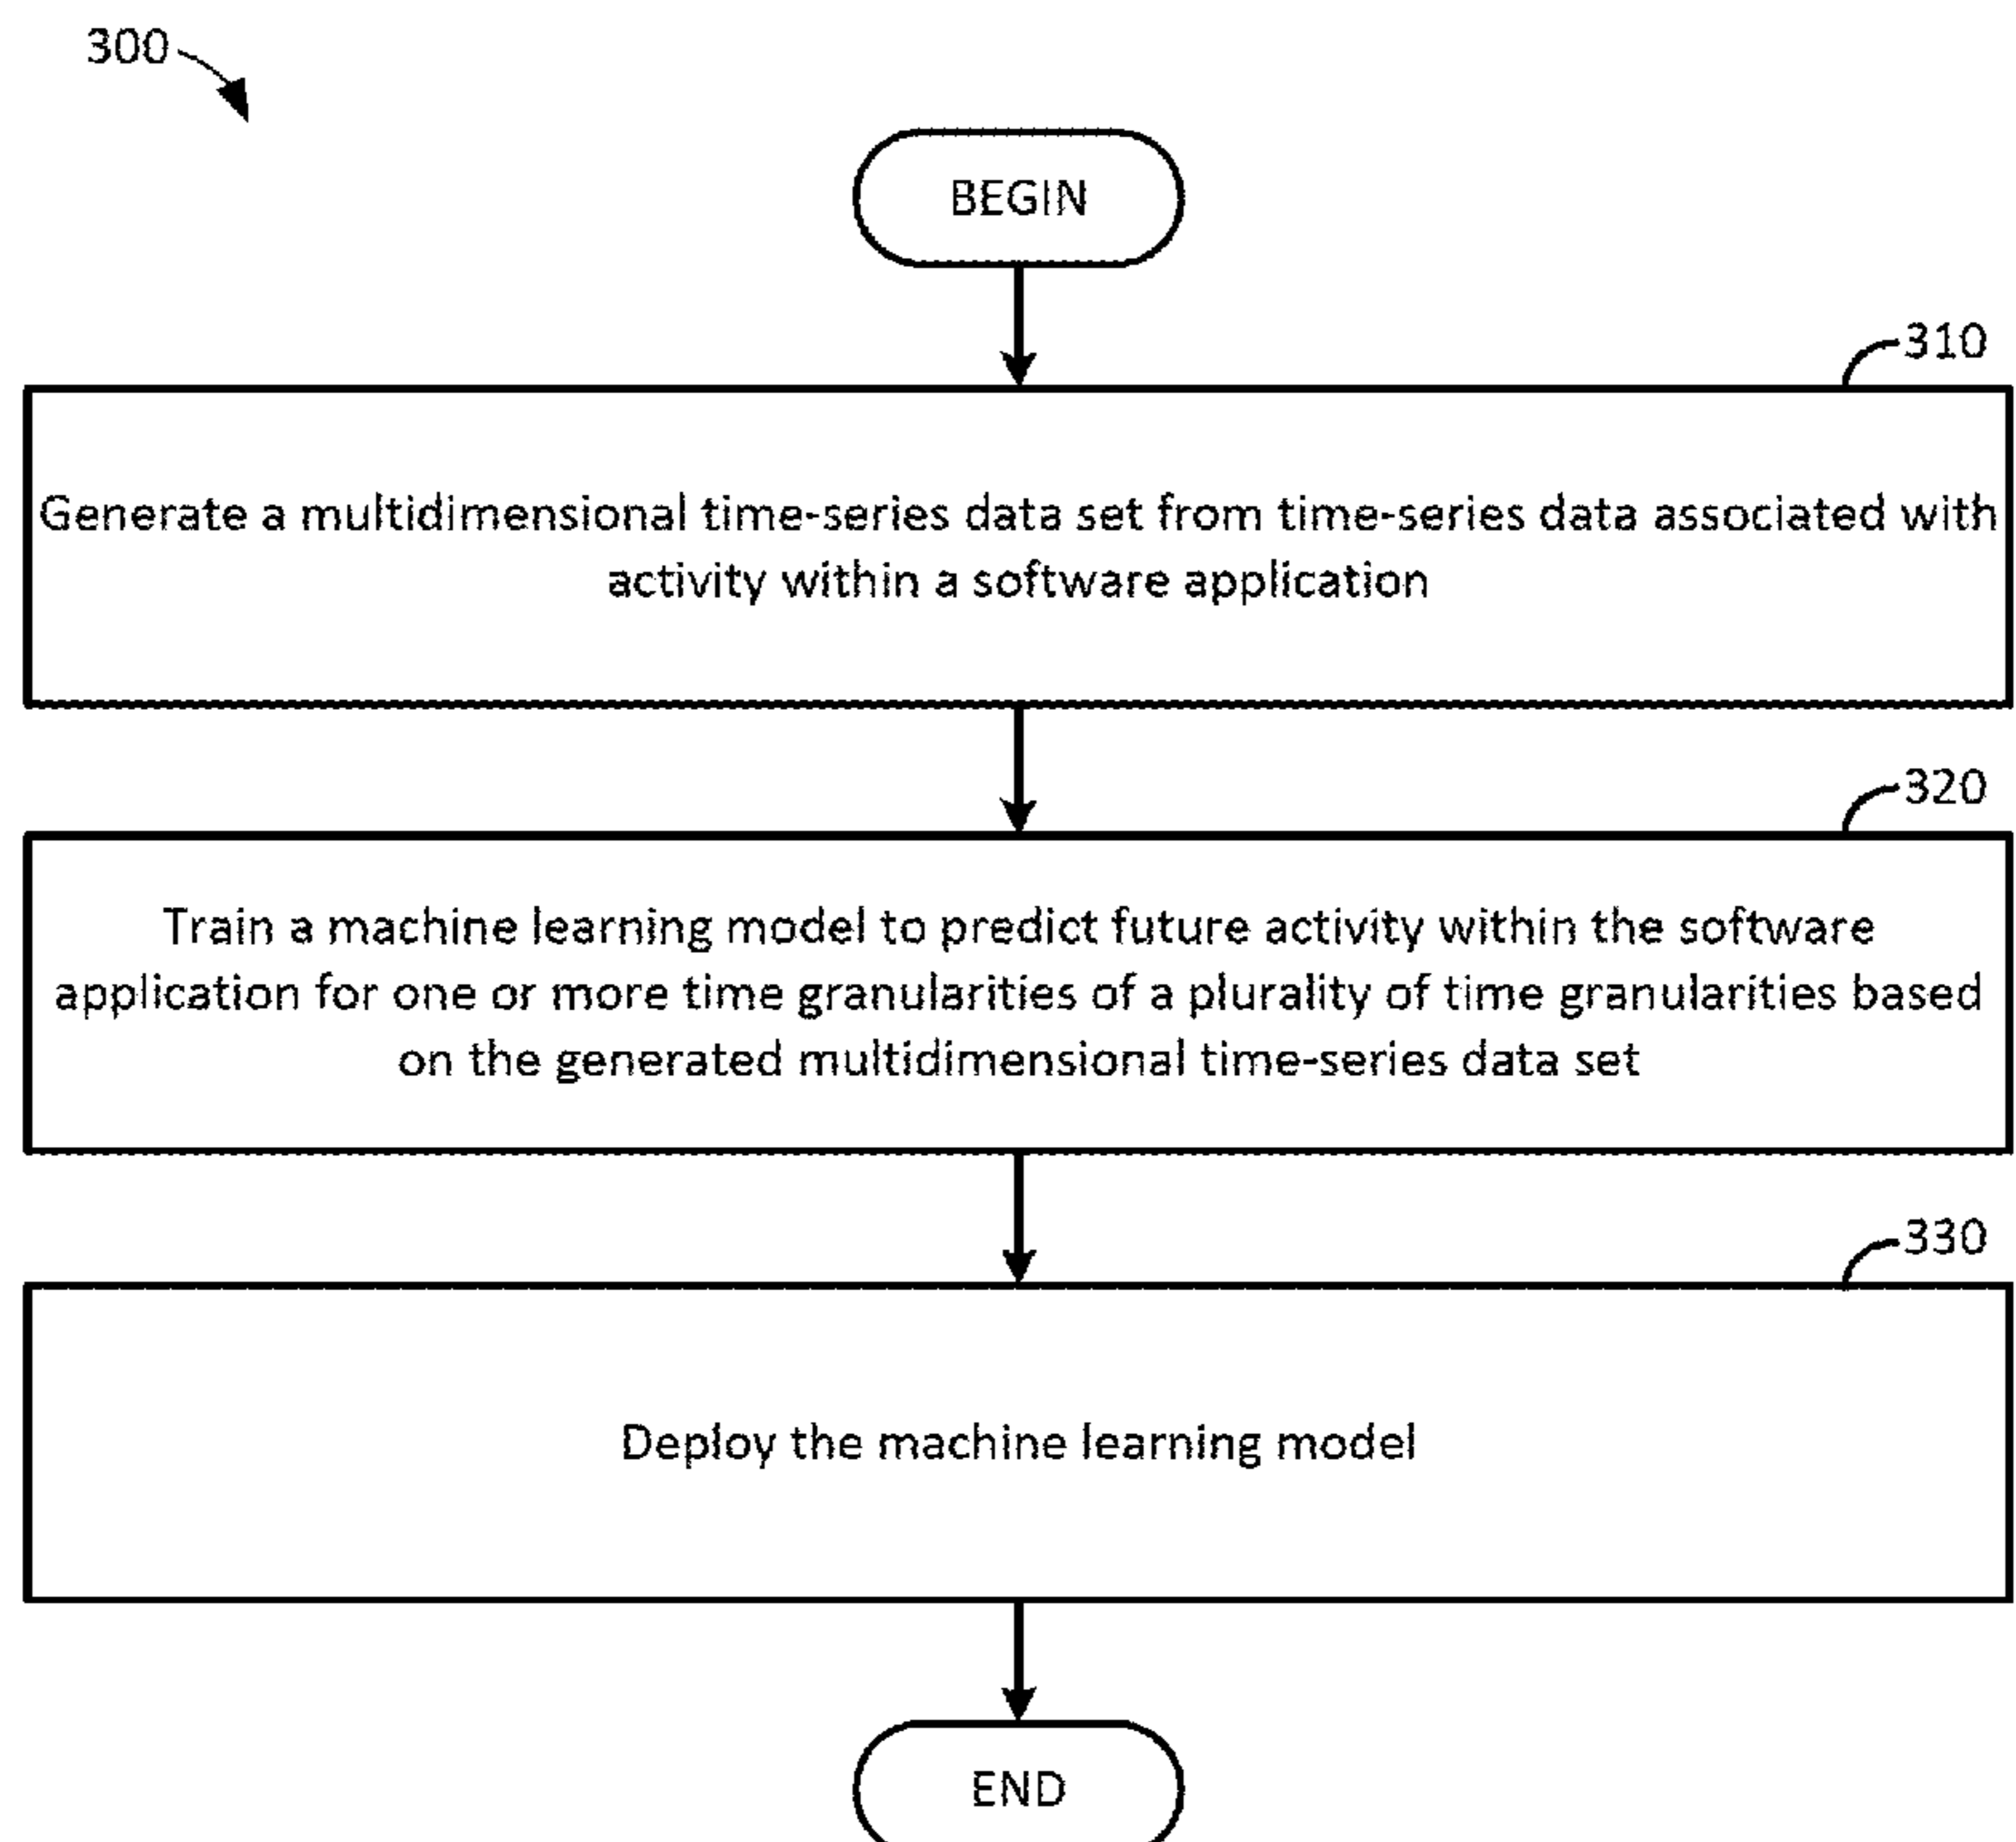 300
BEGIN
310
Generate a multidimensional time-series data set from time-series data associated with
activity within a software application
320
Train a machine learning model to predict future activity within the software
application for one or more time granularities of a plurality of time granularities based
on the generated multidimensional time-series data set
330
Deploy the machine learning model
END